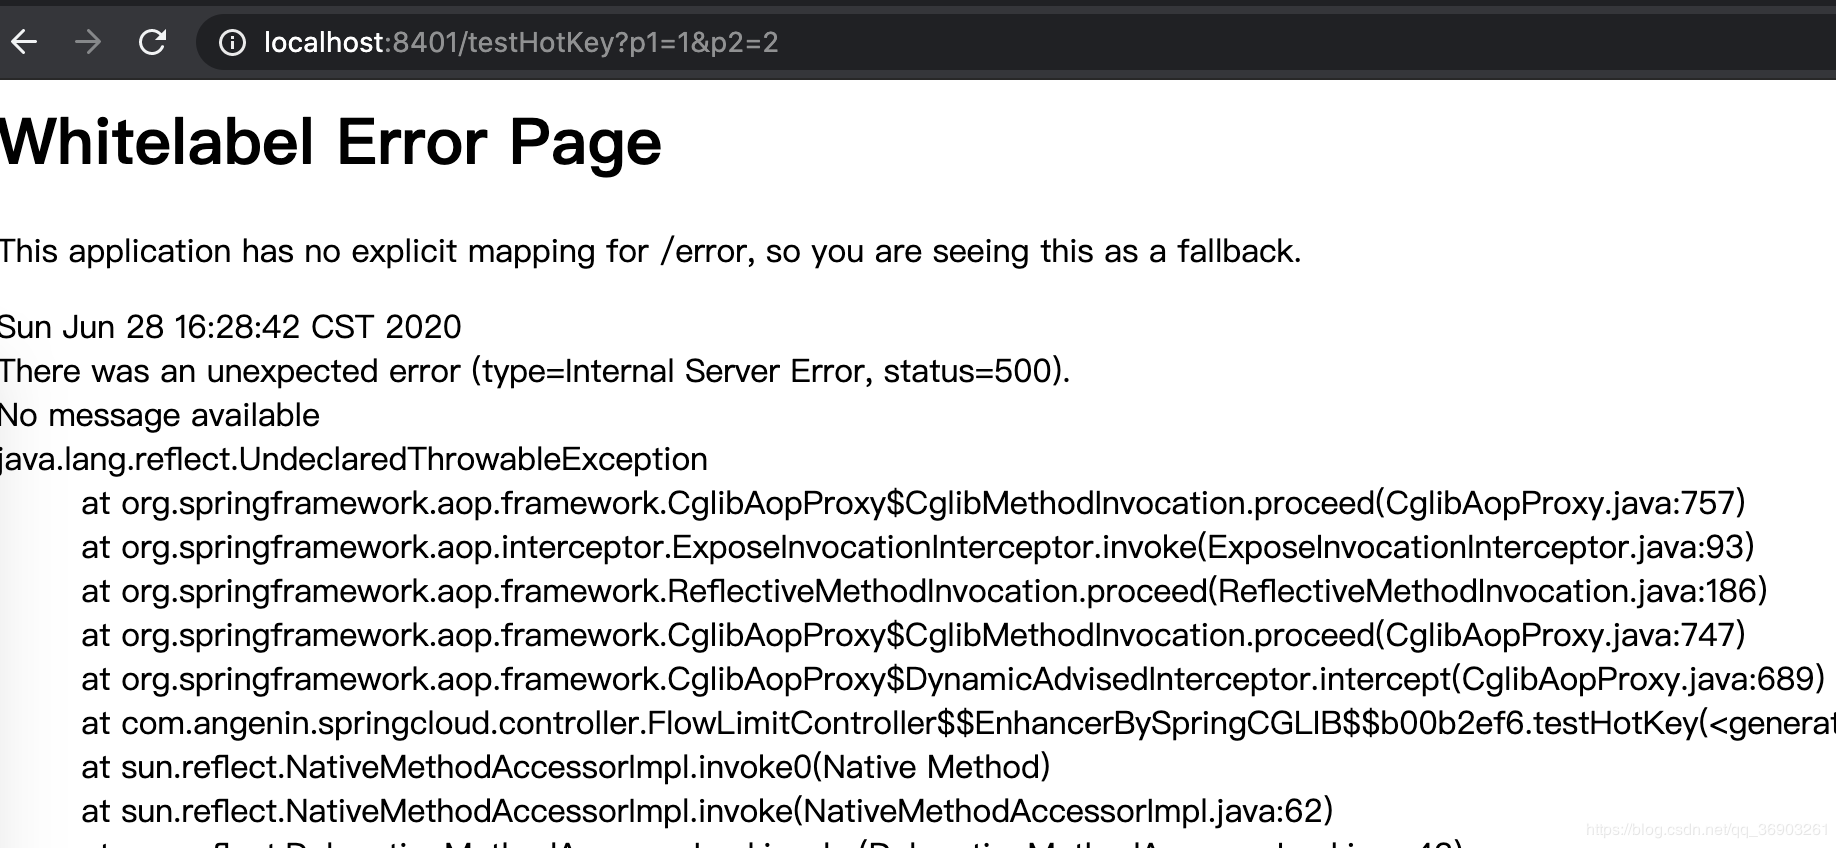 localhost:8401/testHotKey?p1=1&p2=2
Whitelabel Error Page
This application has no explicit mapping for /error, so you are seeing this as a fallback.
Sun Jun 28 16:28:42 CST 2020
There was an unexpected error (type=Internal Server Error, status=500).
No message available
java.lang.reflect.UndeclaredThrowableException
at org.springframework.aop.framework.CglibAopProxy$CglibMethodInvocation.proceed(CglibAopProxy.java:757)
at org.springframework.aop.interceptor.ExposeInvocationInterceptor.invoke(ExposeInvocationInterceptor.java:93)
at org.springframework.aop.framework.ReflectiveMethodInvocation.proceed(ReflectiveMethodInvocation.java:186)
at org.springframework.aop.framework.CglibAopProxy$CglibMethodInvocation.proceed(CglibAopProxy.java:747)
at org.springframework.aop.framework.CglibAopProxy$DynamicAdvisedInterceptor.intercept(CglibAopProxy.java:689)
at com.angenin.springcloud.controller.FlowLimitController$$EnhancerBySpringCGLIB$$b00b2ef6.testHotKey(<generat
at sun.reflect.NativeMethodAccessorImpl.invoke0(Native Method)
at sun.reflect.NativeMethodAccessorImpl.invoke(NativeMethodAccessorImpl.java:62)
https://blog.csdn.net/qq_36903261